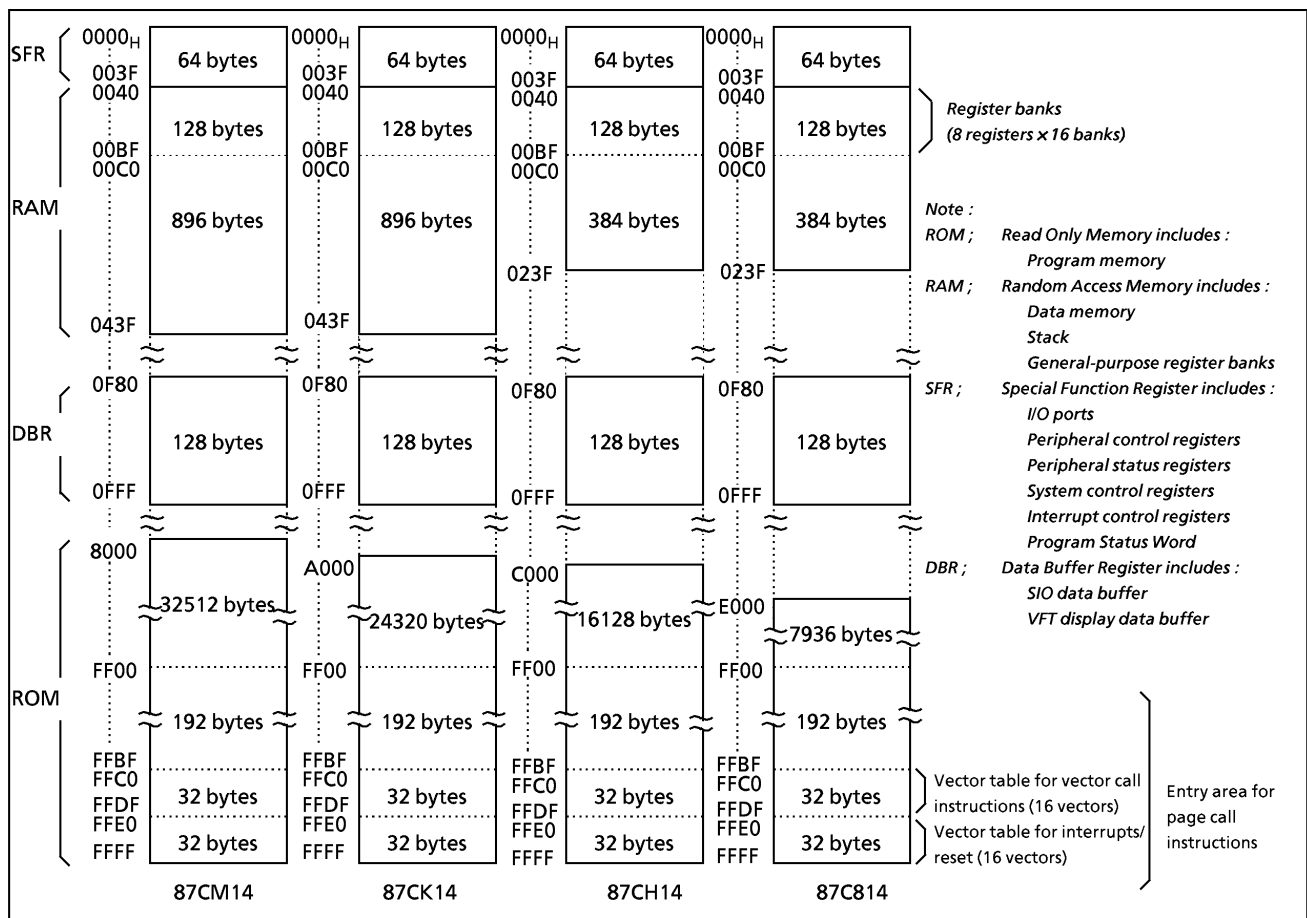 SFR
0000H
64 bytes
0000H
64 bytes
0000H
64 bytes
0000H
64 bytes
003F
003F
003F
003F
0040
0040
0040
0040
128 bytes
128 bytes
128 bytes
128 bytes
Register banks
(8 registers × 16 banks)
00BF
00BF
00BF
00BF
00C0
00C0
00C0
00C0
RAM
896 bytes
896 bytes
384 bytes
384 bytes
023F
023F
043F
043F
Note :
ROM ; Read Only Memory includes :
Program memory
RAM ; Random Access Memory includes :
Data memory
Stack
General-purpose register banks
SFR ; Special Function Register includes :
I/O ports
Peripheral control registers
Peripheral status registers
System control registers
Interrupt control registers
Program Status Word
DBR ; Data Buffer Register includes :
SIO data buffer
VFT display data buffer
0F80
0F80
0F80
0F80
DBR
128 bytes
128 bytes
128 bytes
128 bytes
0FFF
0FFF
0FFF
0FFF
8000
A000
C000
E000
32512 bytes
24320 bytes
16128 bytes
7936 bytes
FF00
FF00
FF00
FF00
ROM
192 bytes
192 bytes
192 bytes
192 bytes
FFBF
FFBF
FFBF
FFBF
FFC0
FFC0
FFC0
FFC0
32 bytes
32 bytes
32 bytes
32 bytes
Vector table for vector call
instructions (16 vectors)
FFDF
FFDF
FFDF
FFDF
FFE0
FFE0
FFE0
FFE0
32 bytes
32 bytes
32 bytes
32 bytes
Vector table for interrupts/
reset (16 vectors)
FFFF
FFFF
FFFF
FFFF
Entry area for
page call
instructions
87CM14
87CK14
87CH14
87C814